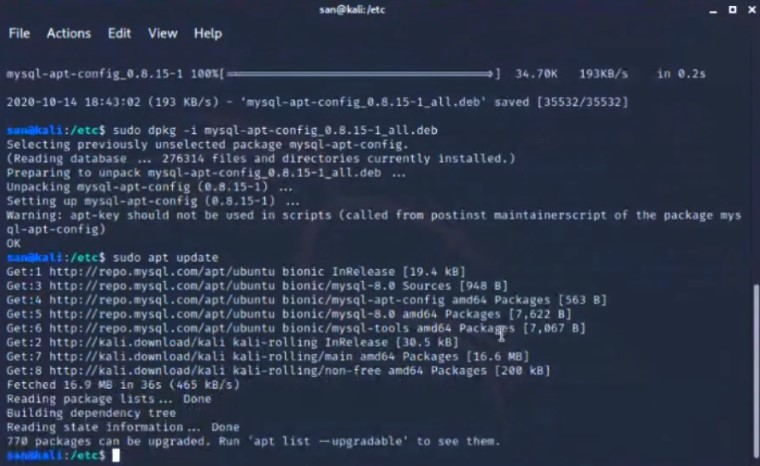 san@kali:/etc
File Actions Edit View Help
mysql-apt-config_0.8.15-1 100%[===================>] 34.70K 193KB/s in 0.2s
2020-10-14 18:43:02 (193 KB/s) - 'mysql-apt-config_0.8.15-1_all.deb' saved [35532/35532]
san@kali:/etc$ sudo dpkg -i mysql-apt-config_0.8.15-1_all.deb
Selecting previously unselected package mysql-apt-config.
(Reading database ... 276314 files and directories currently installed.)
Preparing to unpack mysql-apt-config_0.8.15-1_all.deb ...
Unpacking mysql-apt-config (0.8.15-1) ...
Setting up mysql-apt-config (0.8.15-1) ...
Warning: apt-key should not be used in scripts (called from postinst maintainerscript of the package mys
ql-apt-config)
OK
san@kali:/etc$ sudo apt update
Get:1 http://repo.mysql.com/apt/ubuntu bionic InRelease [19.4 kB]
Get:3 http://repo.mysql.com/apt/ubuntu bionic/mysql-8.0 Sources [948 B]
Get:4 http://repo.mysql.com/apt/ubuntu bionic/mysql-apt-config amd64 Packages [563 B]
Get:5 http://repo.mysql.com/apt/ubuntu bionic/mysql-8.0 amd64 Packages [7,622 B]
Get:6 http://repo.mysql.com/apt/ubuntu bionic/mysql-tools amd64 Packages [7,067 B]
Get:2 http://kali.download/kali kali-rolling InRelease [30.5 kB]
Get:7 http://kali.download/kali kali-rolling/main amd64 Packages [16.6 MB]
Get:8 http://kali.download/kali kali-rolling/non-free amd64 Packages [200 kB]
Fetched 16.9 MB in 36s (465 kB/s)
Reading package lists... Done
Building dependency tree
Reading state information... Done
770 packages can be upgraded. Run 'apt list --upgradable' to see them.
san@kali:/etc$